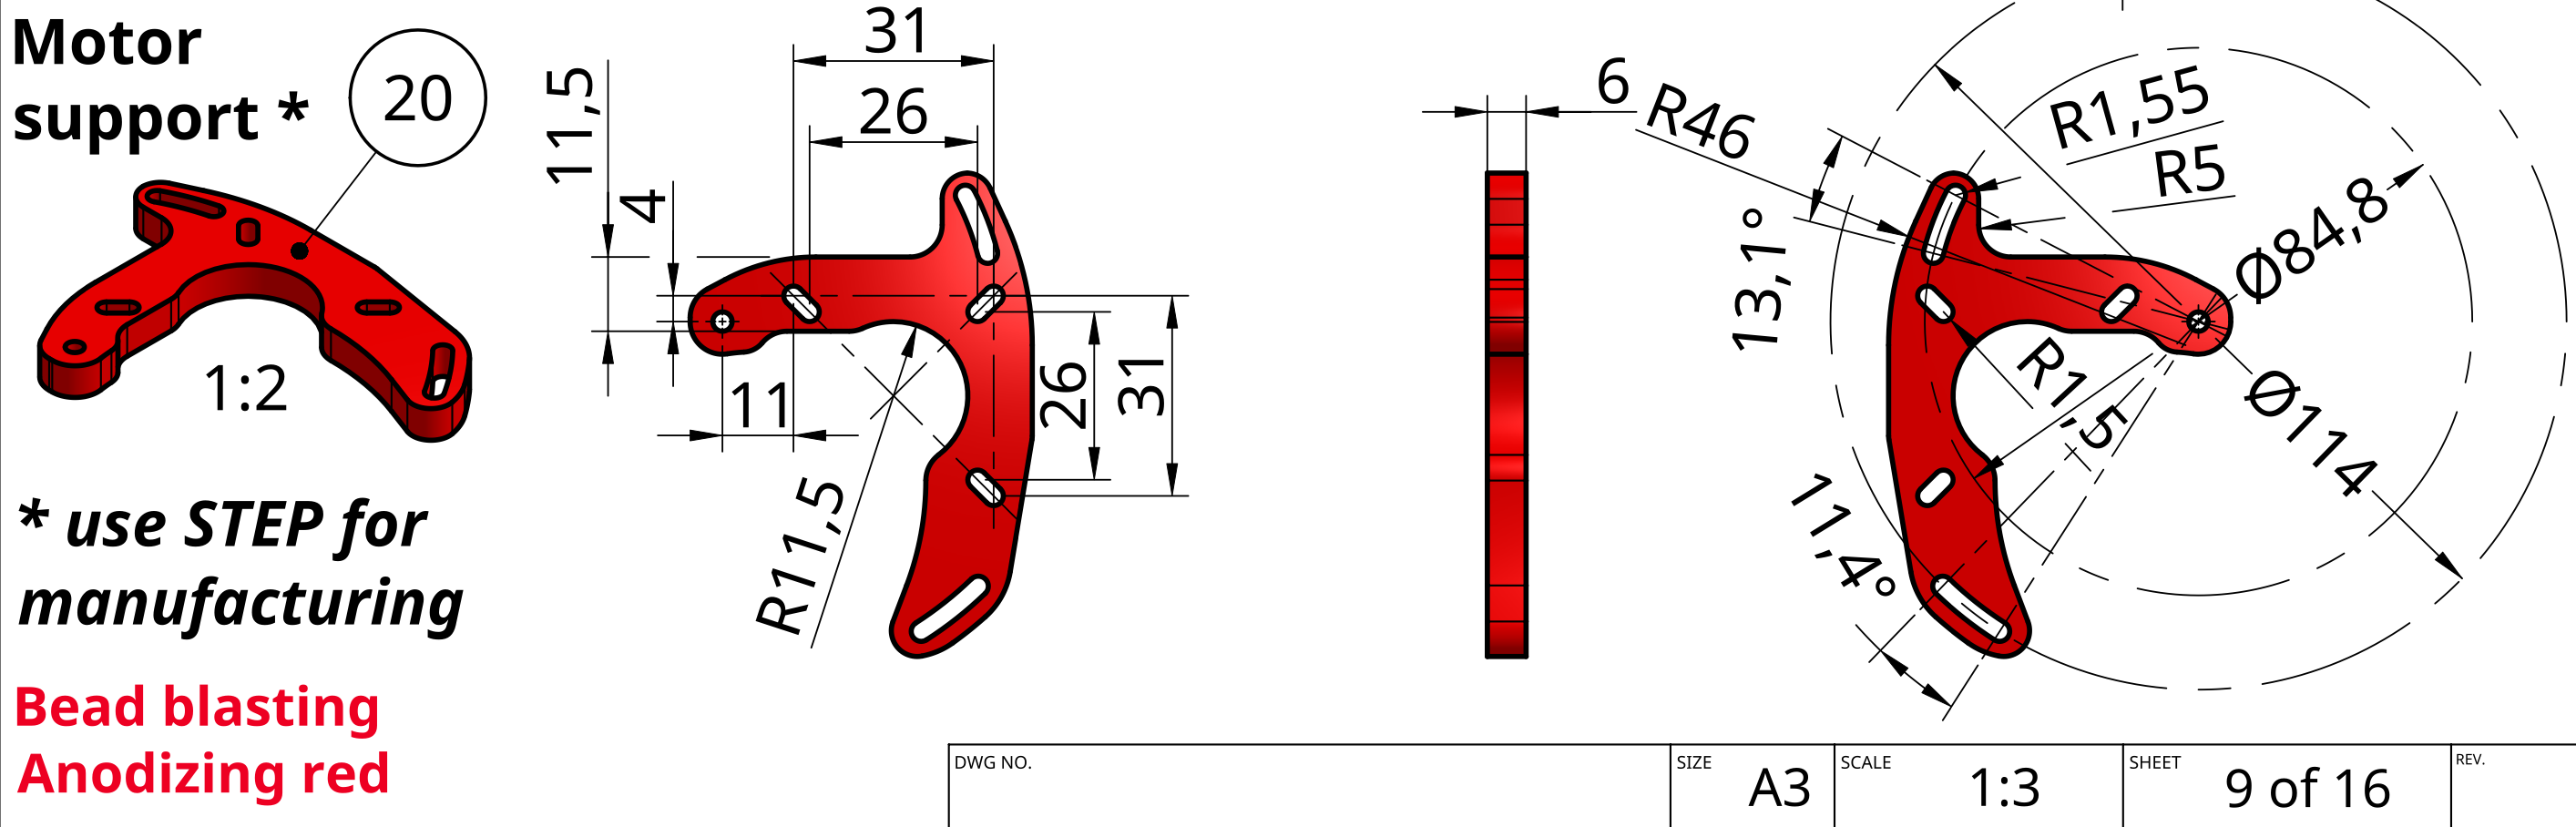 Motor
support *
20
1:2
* use STEP for
manufacturing
Bead blasting
Anodizing red
31
26
11,5
4
11
R11,5
26
31
6
R46
R1,55
R5
Ø84,8
13,1°
R1,5
Ø114
11,4°
DWG NO.
SIZE
A3
SCALE
1:3
SHEET
9 of 16
REV.